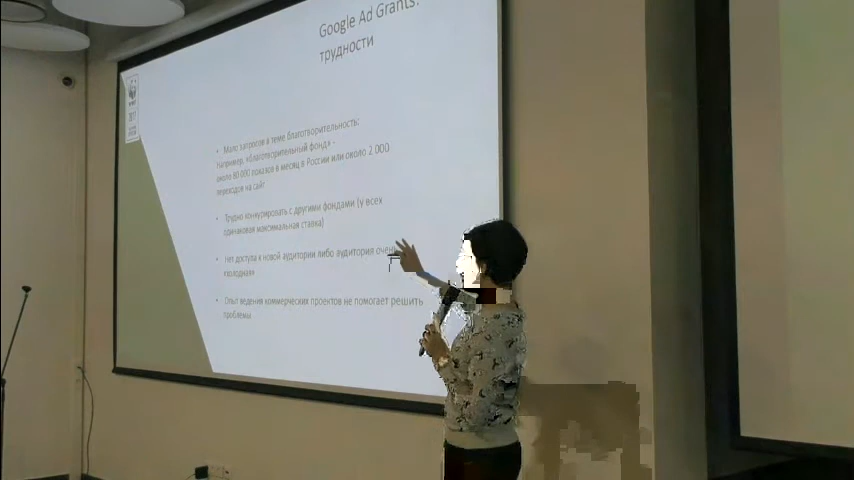 Google Ad Grants:
трудности
WWF
• Мало запросов в теме благотворительность:
Например, «благотворительный фонд» -
около 60 000 показов в месяц в России или около 2 000
переходов на сайт
• Трудно конкурировать с другими фондами (у всех
одинаковая максимальная ставка)
• Нет доступа к новой аудитории либо аудитория очень
«холодная»
• Опыт ведения коммерческих проектов не помогает решить
проблемы